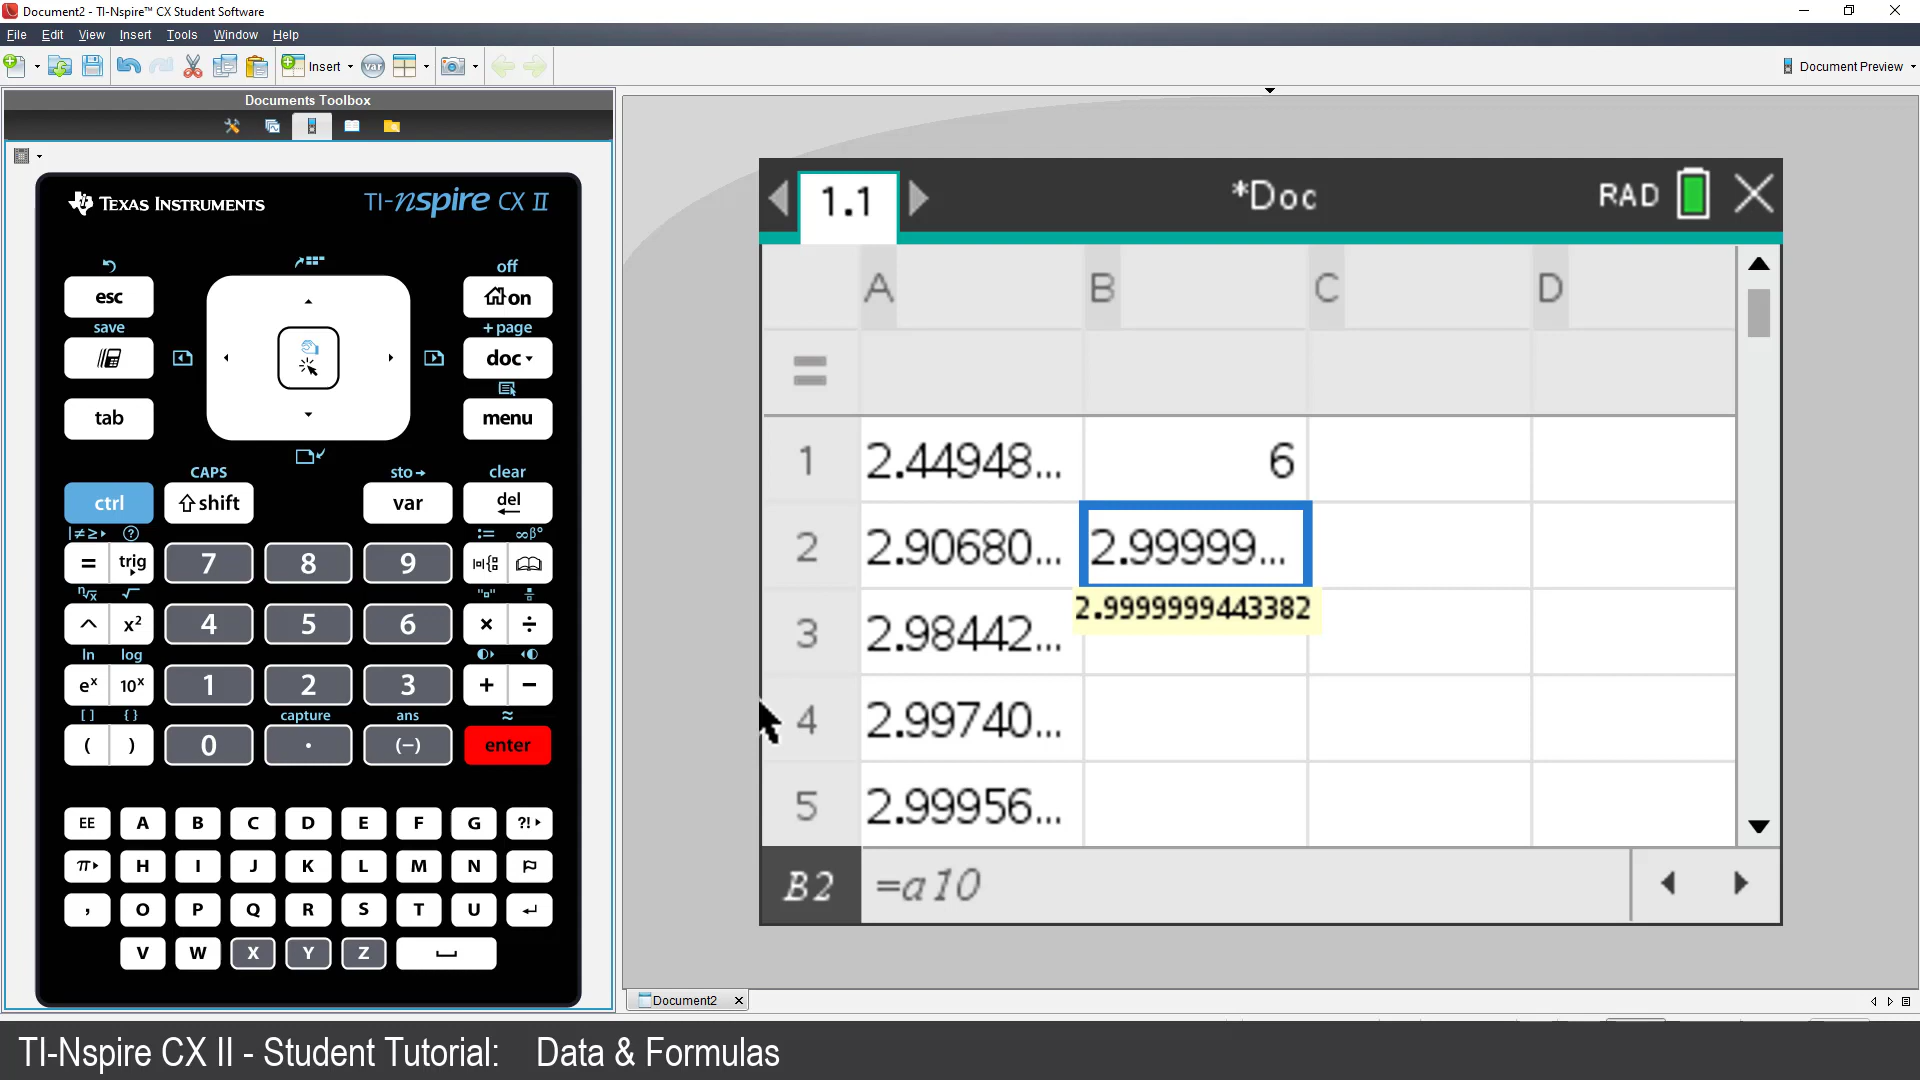 Document2 - TI-Nspire™ CX Student Software
File Edit View Insert Tools Window Help
Insert var Document Preview
Documents Toolbox
TEXAS INSTRUMENTS TI-nspire CX II
off
esc on
save + page
doc
tab menu
CAPS sto→ clear
ctrl shift var del
|≠≥▸ ? := ∞β°
= trig 7 8 9
ⁿ√x √ "▫"
^ x² 4 5 6 × ÷
ln log
eˣ 10ˣ 1 2 3 + −
[ ] { } capture ans ≈
( ) 0 . (−) enter
EE A B C D E F G ?!▸
π▸ H I J K L M N
, O P Q R S T U ↵
V W X Y Z
1.1 *Doc RAD
A B C D
=
1 2.44948... 6
2 2.90680... 2.99999...
2.9999999443382
3 2.98442...
4 2.99740...
5 2.99956...
B2 =a10
Document2
TI-Nspire CX II - Student Tutorial: Data & Formulas